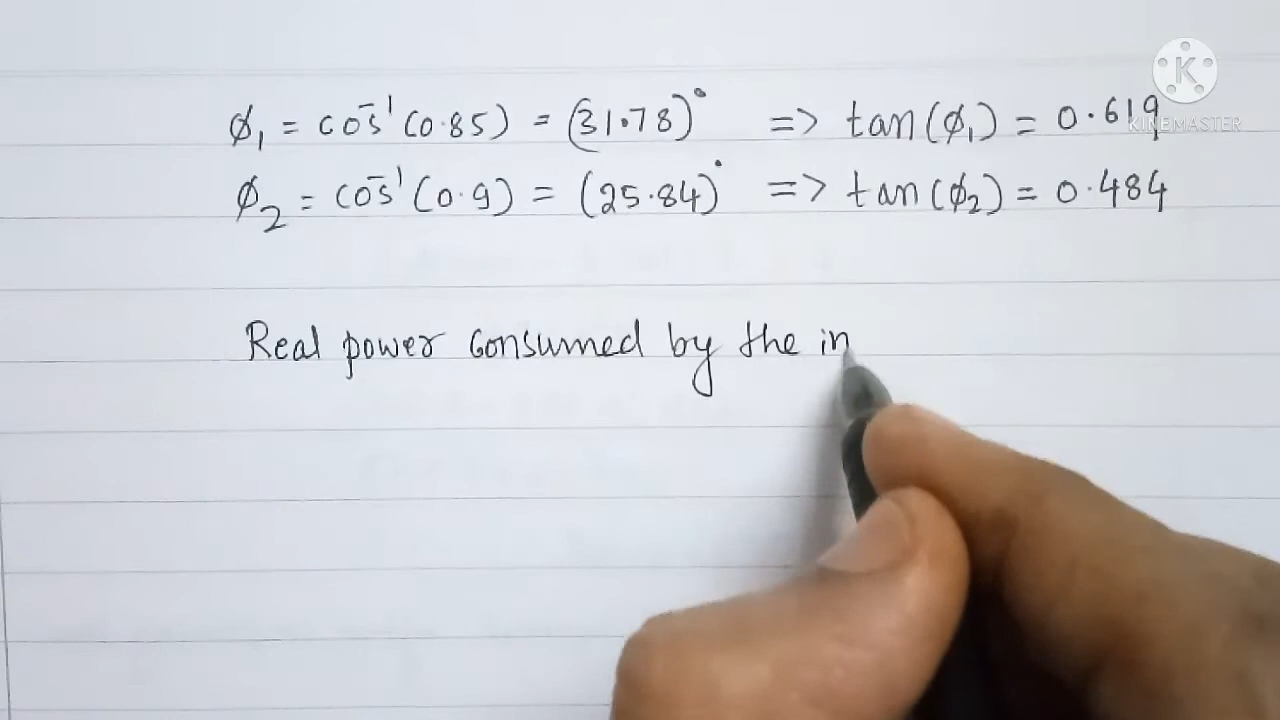 φ₁ = cos⁻¹(0.85) = (31.78)° => tan(φ₁) = 0.619
φ₂ = cos⁻¹(0.9) = (25.84)° => tan(φ₂) = 0.484
Real power consumed by the in
K
KINEMASTER